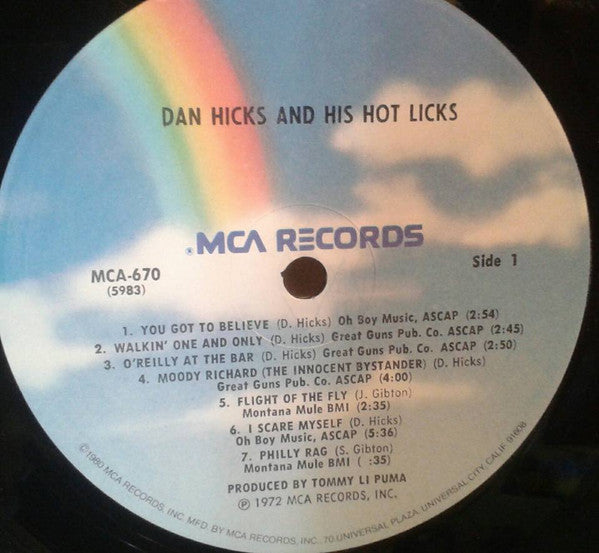 DAN HICKS AND HIS HOT LICKS
®MCA RECORDS
MCA-670
(5983)
Side 1
1. YOU GOT TO BELIEVE (D. Hicks) Oh Boy Music, ASCAP (2:54)
2. WALKIN' ONE AND ONLY (D. Hicks) Great Guns Pub. Co. ASCAP (2:45)
3. O'REILLY AT THE BAR (D. Hicks) Great Guns Pub. Co. ASCAP (2:50)
4. MOODY RICHARD (THE INNOCENT BYSTANDER) (D. Hicks)
Great Guns Pub. Co. ASCAP (4:00)
5. FLIGHT OF THE FLY (J. Gibton)
Montana Mule BMI (2:35)
6. I SCARE MYSELF (D. Hicks)
Oh Boy Music, ASCAP (5:36)
7. PHILLY RAG (S. Gibton)
Montana Mule BMI ( :35)
PRODUCED BY TOMMY LI PUMA
℗ 1972 MCA RECORDS, INC.
©1980 MCA RECORDS, INC. MFD. BY MCA RECORDS, INC., 70 UNIVERSAL PLAZA, UNIVERSAL CITY, CALIF. 91608